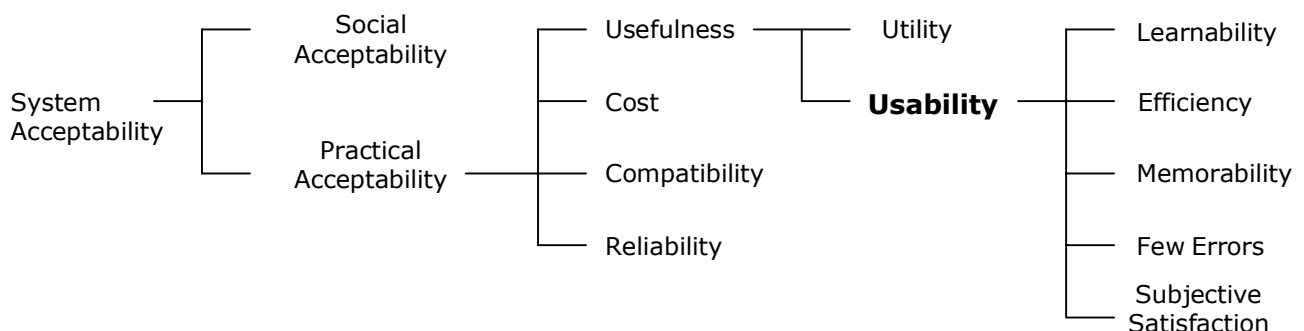 Social
Acceptability
Usefulness
Utility
Learnability
System
Acceptability
Cost
Usability
Efficiency
Practical
Acceptability
Compatibility
Memorability
Reliability
Few Errors
Subjective
Satisfaction